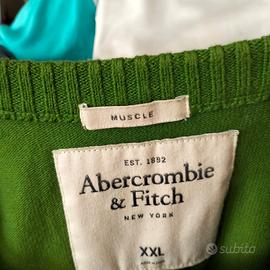 MUSCLE
EST. 1892
Abercrombie
& Fitch
NEW YORK
XXL
subito